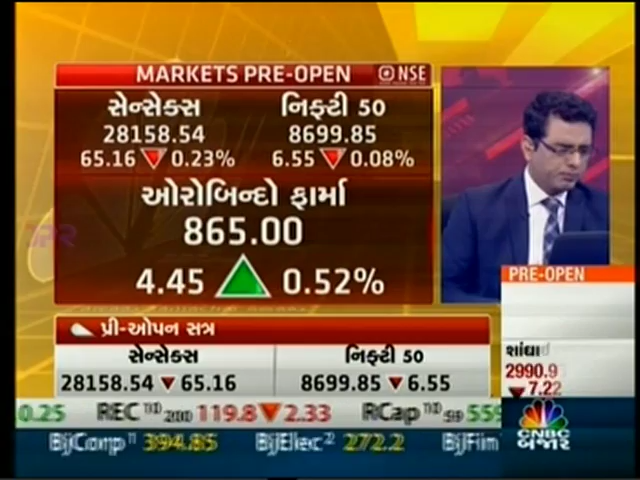 MARKETS PRE-OPEN NSE
સેન્સેક્સ નિફ્ટી 50
28158.54 8699.85
65.16 ▼ 0.23% 6.55 ▼ 0.08%
ઓરોબિન્દો ફાર્મા
865.00
4.45 ▲ 0.52%
PRE-OPEN
પ્રી-ઓપન સત્ર
સેન્સેક્સ નિફ્ટી 50
28158.54 ▼ 65.16 8699.85 ▼ 6.55
2990.9
▼ 7.22
0.25 REC 200 119.8 ▼ 2.33 RCap 59 559
BjCorp 394.85 BjElec 272.2 BjFin
CNBC
બજાર